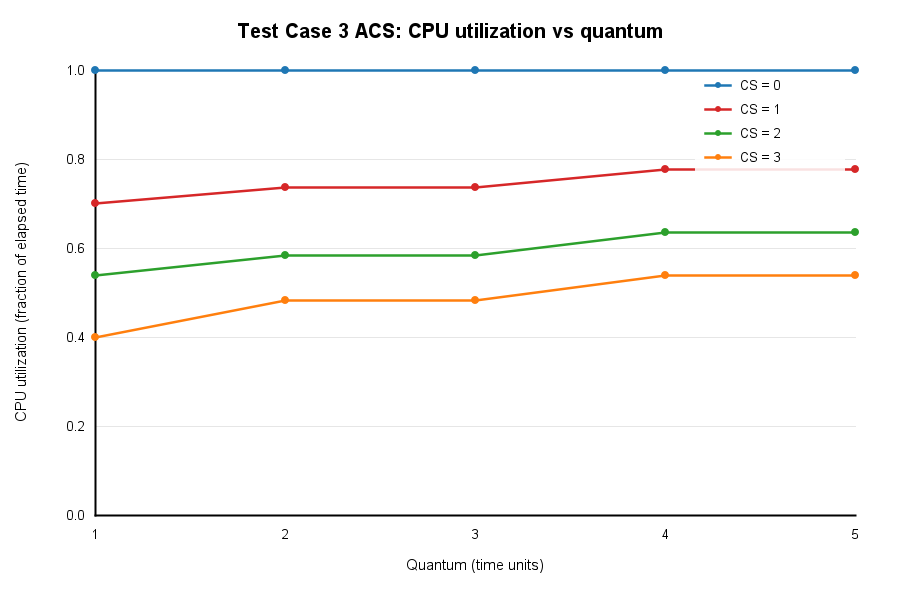 Test Case 3 ACS: CPU utilization vs quantum
1.0
CS = 0
CS = 1
CS = 2
CS = 3
0.8
0.6
0.4
0.2
0.0
CPU utilization (fraction of elapsed time)
1 2 3 4 5
Quantum (time units)